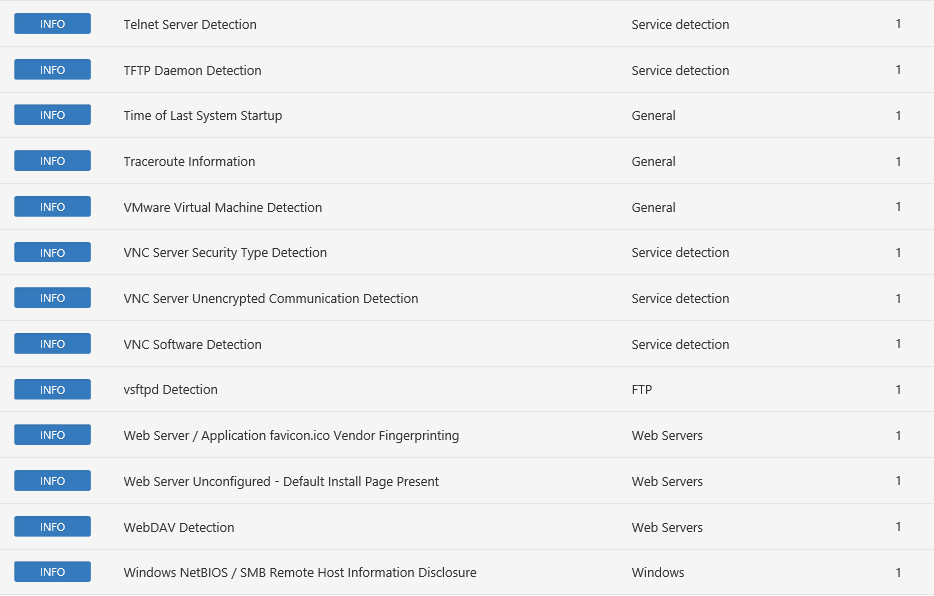 INFO Telnet Server Detection Service detection 1
INFO TFTP Daemon Detection Service detection 1
INFO Time of Last System Startup General 1
INFO Traceroute Information General 1
INFO VMware Virtual Machine Detection General 1
INFO VNC Server Security Type Detection Service detection 1
INFO VNC Server Unencrypted Communication Detection Service detection 1
INFO VNC Software Detection Service detection 1
INFO vsftpd Detection FTP 1
INFO Web Server / Application favicon.ico Vendor Fingerprinting Web Servers 1
INFO Web Server Unconfigured - Default Install Page Present Web Servers 1
INFO WebDAV Detection Web Servers 1
INFO Windows NetBIOS / SMB Remote Host Information Disclosure Windows 1